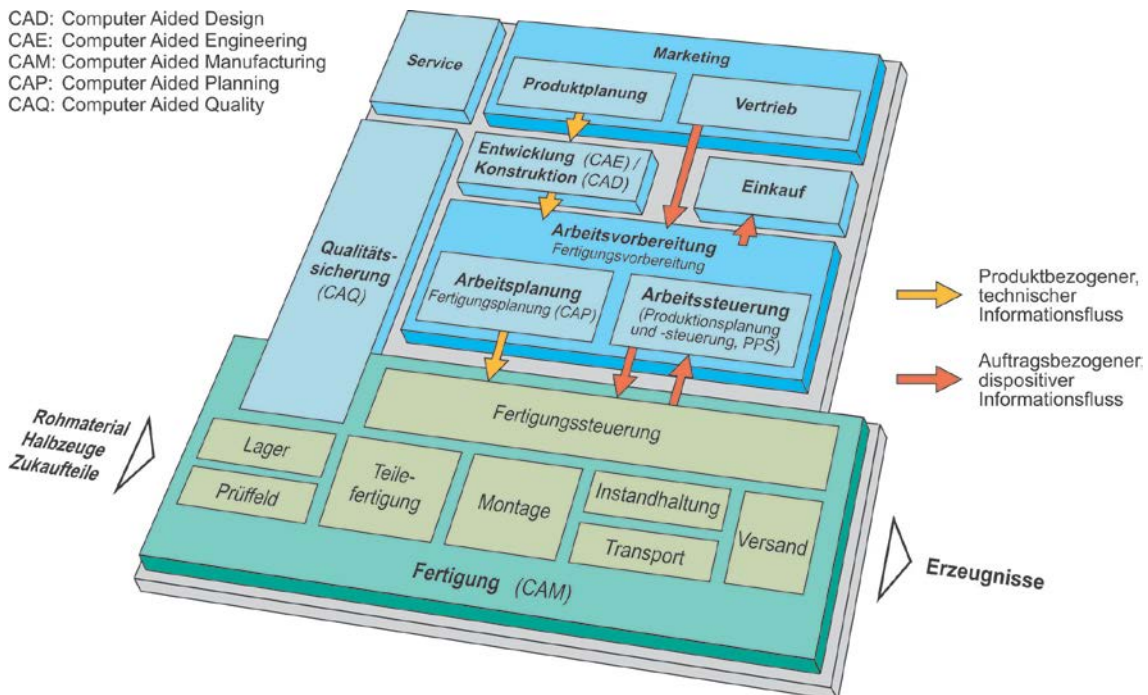 CAD: Computer Aided Design
CAE: Computer Aided Engineering
CAM: Computer Aided Manufacturing
CAP: Computer Aided Planning
CAQ: Computer Aided Quality
Service
Marketing
Produktplanung
Vertrieb
Entwicklung (CAE) /
Konstruktion (CAD)
Einkauf
Qualitäts-
sicherung
(CAQ)
Arbeitsvorbereitung
Fertigungsvorbereitung
Arbeitsplanung
Fertigungsplanung (CAP)
Arbeitssteuerung
(Produktionsplanung
und -steuerung, PPS)
Produktbezogener,
technischer
Informationsfluss
Auftragsbezogener,
dispositiver
Informationsfluss
Rohmaterial
Halbzeuge
Zukaufteile
Fertigungssteuerung
Lager
Prüffeld
Teile-
fertigung
Montage
Instandhaltung
Transport
Versand
Fertigung (CAM)
Erzeugnisse